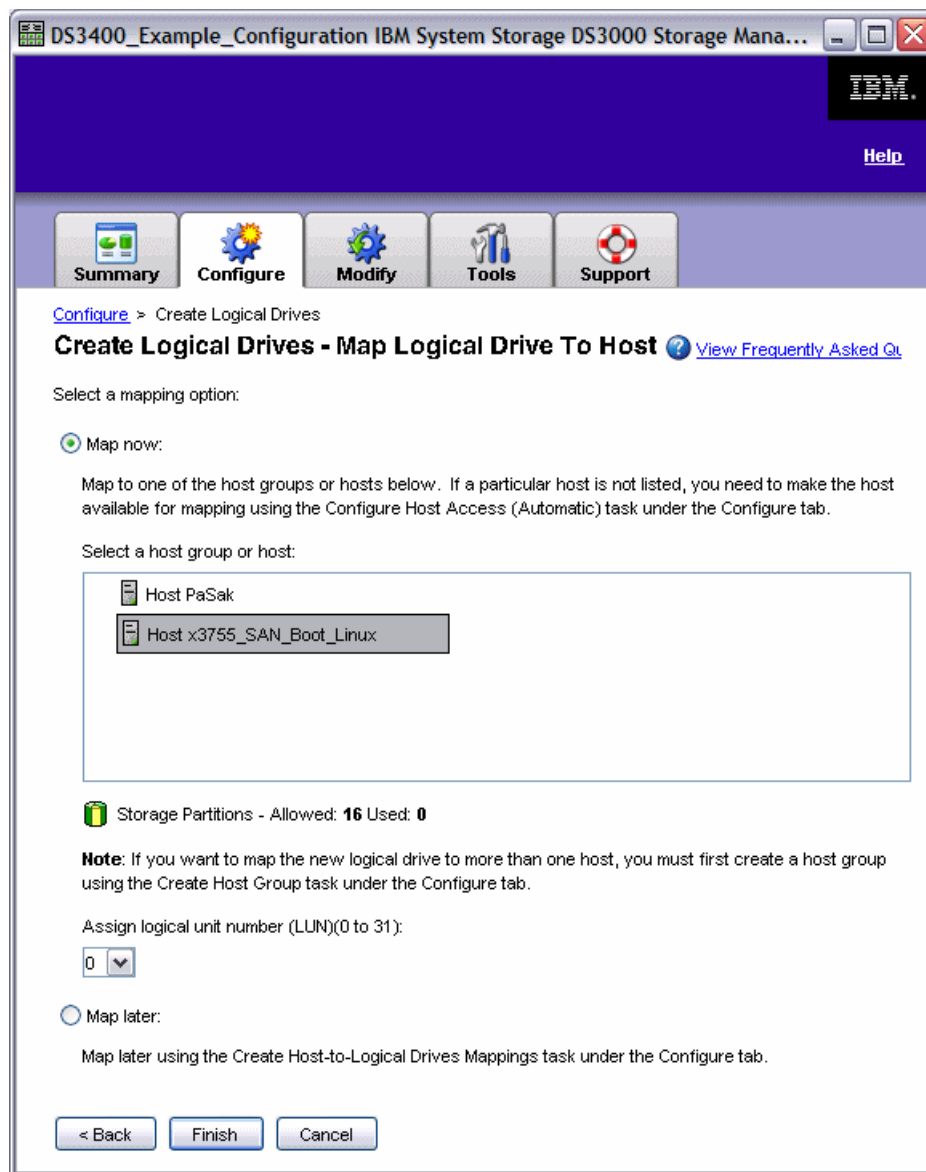 DS3400_Example_Configuration IBM System Storage DS3000 Storage Mana...
IBM.
Help
Summary
Configure
Modify
Tools
Support
Configure > Create Logical Drives
Create Logical Drives - Map Logical Drive To Host ? View Frequently Asked Qu
Select a mapping option:
Map now:
Map to one of the host groups or hosts below. If a particular host is not listed, you need to make the host
available for mapping using the Configure Host Access (Automatic) task under the Configure tab.
Select a host group or host:
Host PaSak
Host x3755_SAN_Boot_Linux
Storage Partitions - Allowed: 16 Used: 0
Note: If you want to map the new logical drive to more than one host, you must first create a host group
using the Create Host Group task under the Configure tab.
Assign logical unit number (LUN)(0 to 31):
0
Map later:
Map later using the Create Host-to-Logical Drives Mappings task under the Configure tab.
< Back
Finish
Cancel